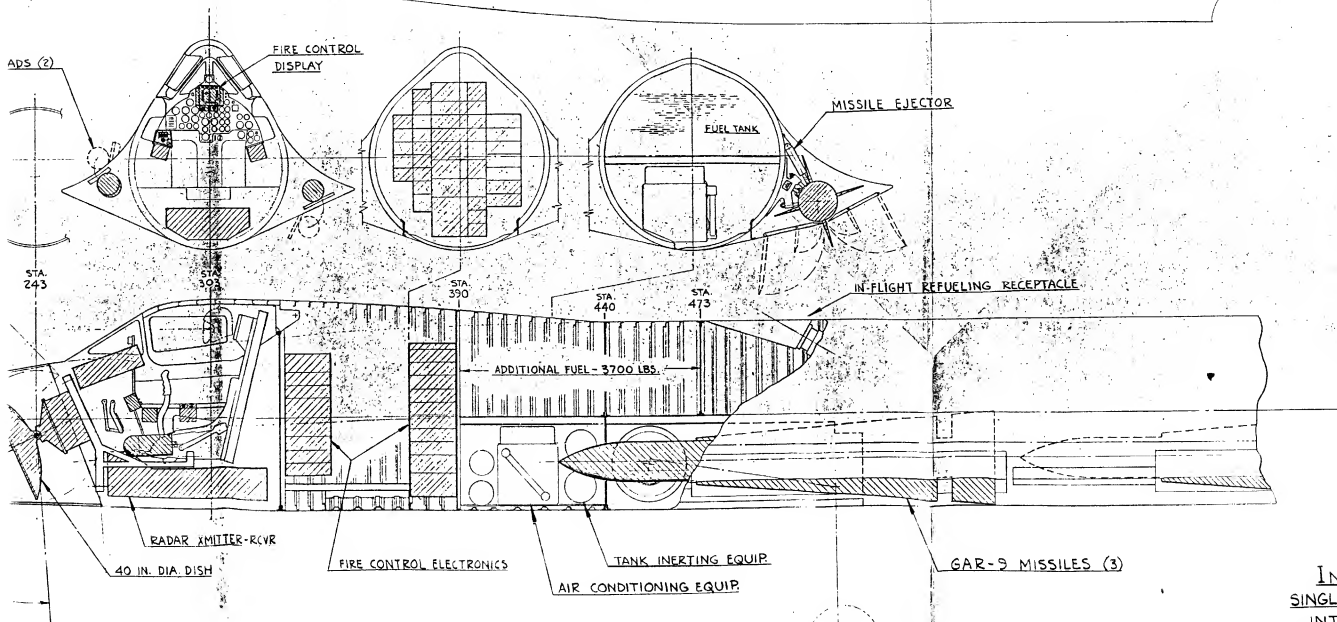 ADS (2)
FIRE CONTROL
DISPLAY
FUEL TANK
MISSILE EJECTOR
STA.
243
STA.
303
STA.
390
STA.
440
STA.
473
IN-FLIGHT REFUELING RECEPTACLE
ADDITIONAL FUEL - 3700 LBS.
RADAR XMITTER-RCVR
40 IN. DIA. DISH
FIRE CONTROL ELECTRONICS
TANK INERTING EQUIP.
AIR CONDITIONING EQUIP.
GAR-9 MISSILES (3)
IN
SINGL
INT